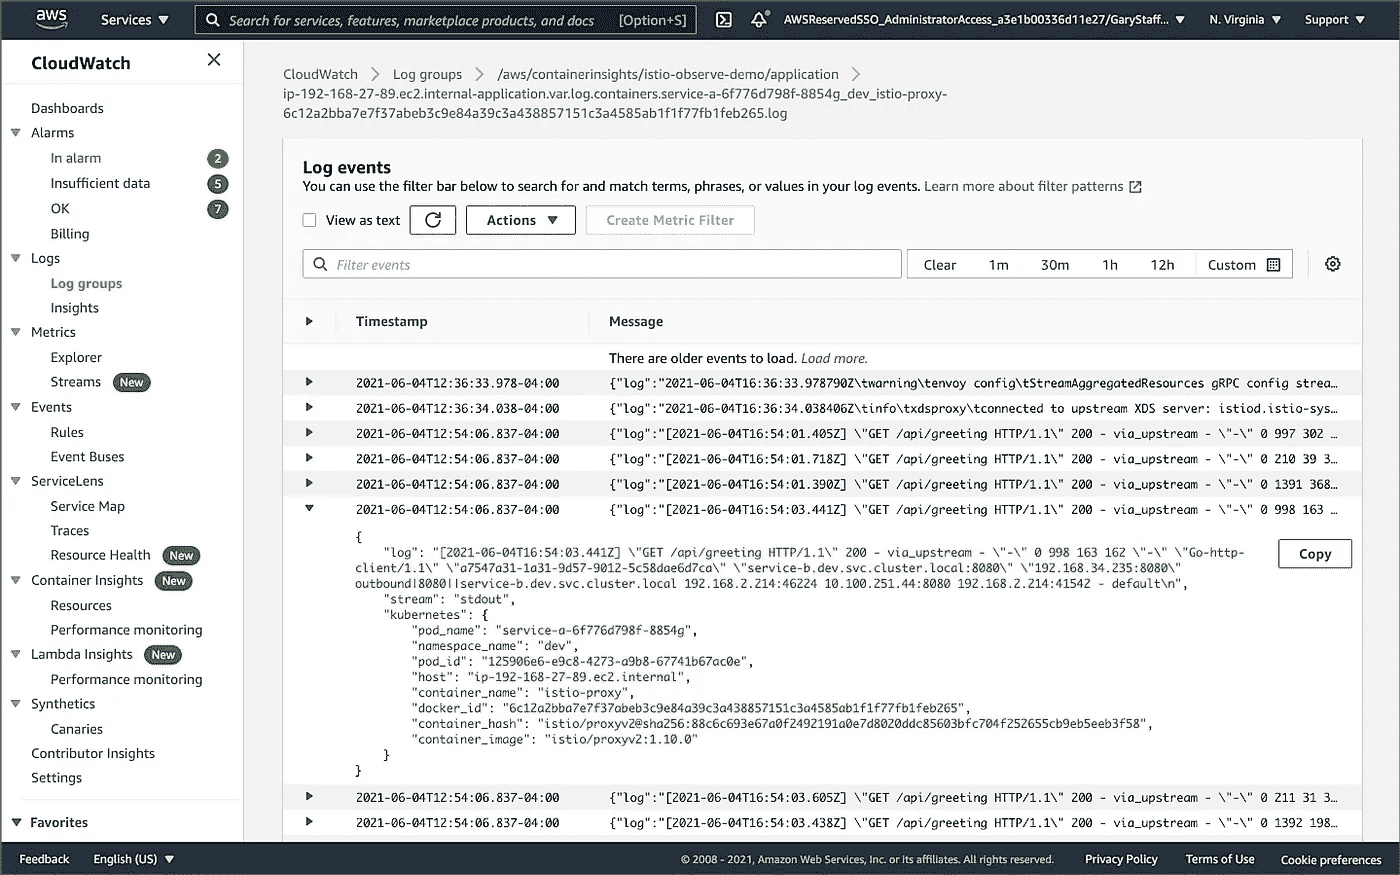 aws
Services
Search for services, features, marketplace products, and docs [Option+S]
AWSReservedSSO_AdministratorAccess_a3e1b00336d11e27/GaryStaff...
N. Virginia
Support
CloudWatch
Dashboards
Alarms
In alarm 2
Insufficient data 5
OK 7
Billing
Logs
Log groups
Insights
Metrics
Explorer
Streams New
Events
Rules
Event Buses
ServiceLens
Service Map
Traces
Resource Health New
Container Insights New
Resources
Performance monitoring
Lambda Insights New
Performance monitoring
Synthetics
Canaries
Contributor Insights
Settings
Favorites
CloudWatch Log groups /aws/containerinsights/istio-observe-demo/application
ip-192-168-27-89.ec2.internal-application.var.log.containers.service-a-6f776d798f-8854g_dev_istio-proxy-
6c12a2bba7e7f37abeb3c9e84a39c3a438857151c3a4585ab1f1f77fb1feb265.log
Log events
You can use the filter bar below to search for and match terms, phrases, or values in your log events. Learn more about filter patterns
View as text Actions Create Metric Filter
Filter events Clear 1m 30m 1h 12h Custom
Timestamp Message
There are older events to load. Load more.
2021-06-04T12:36:33.978-04:00 {"log":"2021-06-04T16:36:33.978790Z\twarning\tenvoy config\tStreamAggregatedResources gRPC config strea…
2021-06-04T12:36:34.038-04:00 {"log":"2021-06-04T16:36:34.038406Z\tinfo\txdsproxy\tconnected to upstream XDS server: istiod.istio-sys…
2021-06-04T12:54:06.837-04:00 {"log":"[2021-06-04T16:54:01.405Z] \"GET /api/greeting HTTP/1.1\" 200 - via_upstream - \"-\" 0 997 302 …
2021-06-04T12:54:06.837-04:00 {"log":"[2021-06-04T16:54:01.718Z] \"GET /api/greeting HTTP/1.1\" 200 - via_upstream - \"-\" 0 210 39 3…
2021-06-04T12:54:06.837-04:00 {"log":"[2021-06-04T16:54:01.390Z] \"GET /api/greeting HTTP/1.1\" 200 - via_upstream - \"-\" 0 1391 368…
2021-06-04T12:54:06.837-04:00 {"log":"[2021-06-04T16:54:03.441Z] \"GET /api/greeting HTTP/1.1\" 200 - via_upstream - \"-\" 0 998 163 …
{
"log": "[2021-06-04T16:54:03.441Z] \"GET /api/greeting HTTP/1.1\" 200 - via_upstream - \"-\" 0 998 163 162 \"-\" \"Go-http-
client/1.1\" \"a7547a31-1a31-9d57-9012-5c58dae6d7ca\" \"service-b.dev.svc.cluster.local:8080\" \"192.168.34.235:8080\"
outbound|8080||service-b.dev.svc.cluster.local 192.168.2.214:46224 10.100.251.44:8080 192.168.2.214:41542 - default\n",
"stream": "stdout",
"kubernetes": {
"pod_name": "service-a-6f776d798f-8854g",
"namespace_name": "dev",
"pod_id": "125906e6-e9c8-4273-a9b8-67741b67ac0e",
"host": "ip-192-168-27-89.ec2.internal",
"container_name": "istio-proxy",
"docker_id": "6c12a2bba7e7f37abeb3c9e84a39c3a438857151c3a4585ab1f1f77fb1feb265",
"container_hash": "istio/proxyv2@sha256:88c6c693e67a0f2492191a0e7d8020ddc85603bfc704f252655cb9eb5eeb3f58",
"container_image": "istio/proxyv2:1.10.0"
}
}
Copy
2021-06-04T12:54:06.837-04:00 {"log":"[2021-06-04T16:54:03.605Z] \"GET /api/greeting HTTP/1.1\" 200 - via_upstream - \"-\" 0 211 31 3…
2021-06-04T12:54:06.837-04:00 {"log":"[2021-06-04T16:54:03.438Z] \"GET /api/greeting HTTP/1.1\" 200 - via_upstream - \"-\" 0 1392 198…
Feedback English (US) © 2008 - 2021, Amazon Web Services, Inc. or its affiliates. All rights reserved. Privacy Policy Terms of Use Cookie preferences